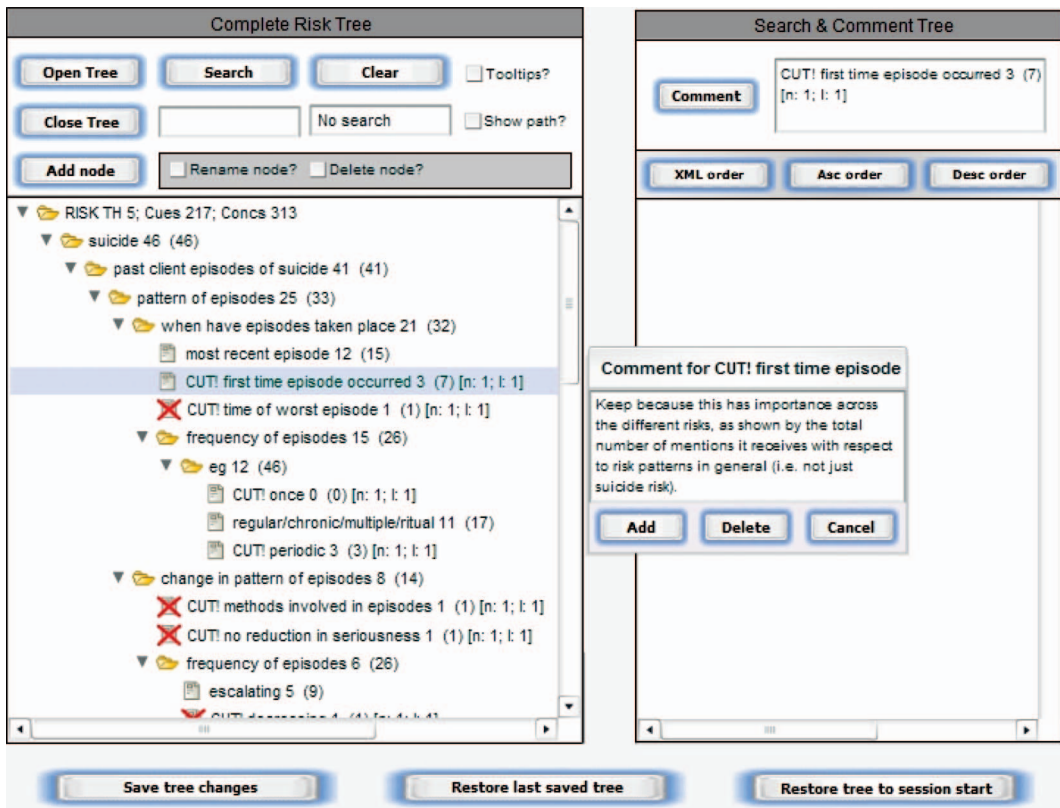 Complete Risk Tree
Open Tree
Search
Clear
Tooltips?
Close Tree
No search
Show path?
Add node
Rename node?
Delete node?
RISK TH 5; Cues 217; Concs 313
suicide 46 (46)
past client episodes of suicide 41 (41)
pattern of episodes 25 (33)
when have episodes taken place 21 (32)
most recent episode 12 (15)
CUT! first time episode occurred 3 (7) [n: 1; l: 1]
CUT! time of worst episode 1 (1) [n: 1; l: 1]
frequency of episodes 15 (26)
eg 12 (46)
CUT! once 0 (0) [n: 1; l: 1]
regular/chronic/multiple/ritual 11 (17)
CUT! periodic 3 (3) [n: 1; l: 1]
change in pattern of episodes 8 (14)
CUT! methods involved in episodes 1 (1) [n: 1; l: 1]
CUT! no reduction in seriousness 1 (1) [n: 1; l: 1]
frequency of episodes 6 (26)
escalating 5 (9)
CUT! decreasing 1 (1) [n: 1; l: 1]
Search & Comment Tree
Comment
CUT! first time episode occurred 3 (7)
[n: 1; l: 1]
XML order
Asc order
Desc order
Comment for CUT! first time episode
Keep because this has importance across
the different risks, as shown by the total
number of mentions it receives with respect
to risk patterns in general (i.e. not just
suicide risk).
Add
Delete
Cancel
Save tree changes
Restore last saved tree
Restore tree to session start